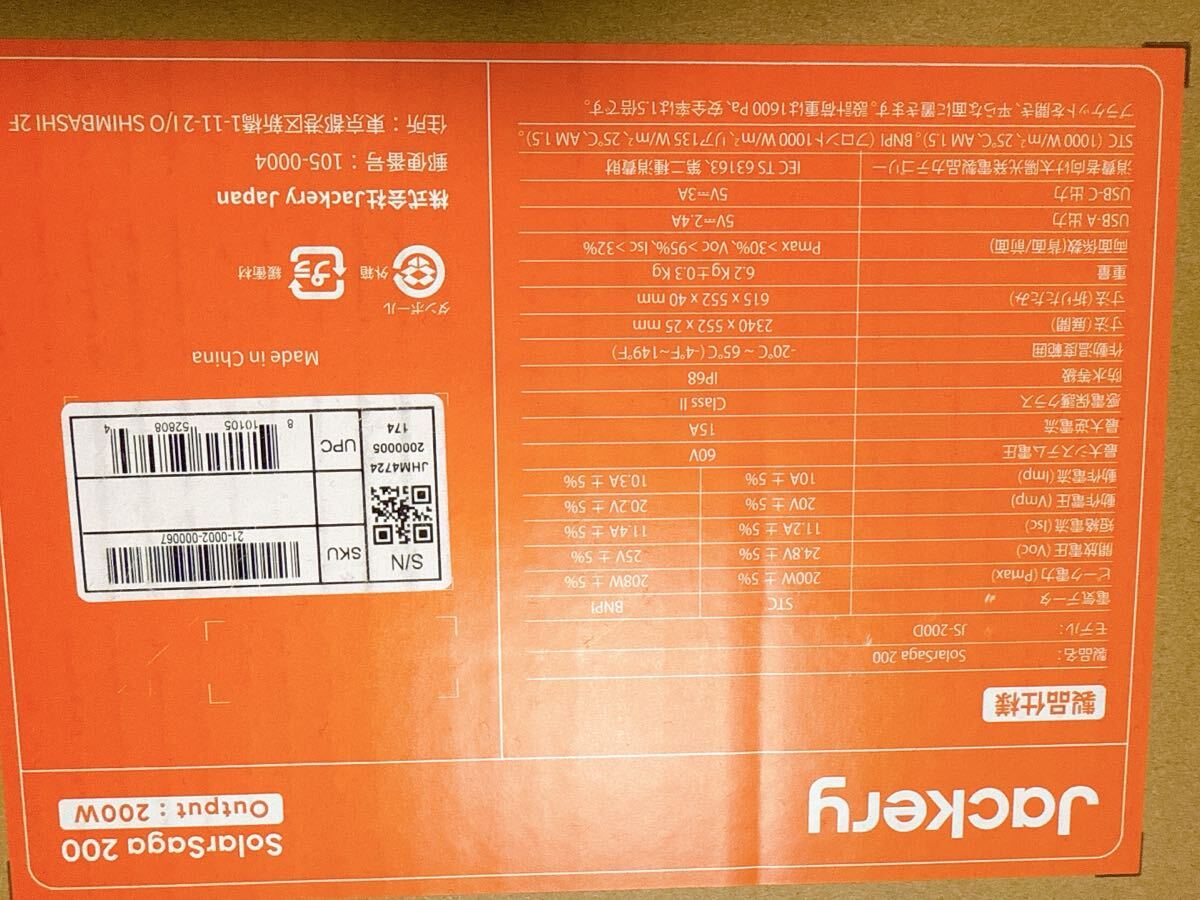 Jackery
SolarSaga 200
Output : 200W
製品仕様
製品名: SolarSaga 200
モデル: JS-200D
電気データ STC BNPI
ピーク電力(Pmax) 200W ± 5% 208W ± 5%
開放電圧(Voc) 24.8V ± 5% 25V ± 5%
短絡電流(Isc) 11.2A ± 5% 11.4A ± 5%
動作電圧(Vmp) 20V ± 5% 20.2V ± 5%
動作電流(Imp) 10A ± 5% 10.3A ± 5%
最大システム電圧 60V
最大逆電流 15A
感電保護クラス Class II
防水等級 IP68
作動温度範囲 -20℃ ~ 65℃ (-4°F~149°F)
寸法(展開) 2340 x 552 x 25 mm
寸法(折りたたみ) 615 x 552 x 40 mm
重量 6.2 Kg±0.3 Kg
両面係数(背面/前面) Pmax >30%, Voc >95%, Isc >32%
USB-A 出力 5V⎓2.4A
USB-C 出力 5V⎓3A
消費者向け太陽光発電製品カテゴリー IEC TS 63163、第二種消費財
STC (1000 W/m², 25°C, AM 1.5)。BNPI (フロント1000 W/m², リア135 W/m², 25°C, AM 1.5)。
ブラケットを開き、平らな面に置きます。設計荷重は1600 Pa, 安全率は1.5倍です。
S/N
JHM4724
2000005
174
SKU
21-0002-000067
UPC
8 10105 52808 4
Made in China
ダンボール
外箱
プラ
緩衝材
株式会社Jackery Japan
郵便番号：105-0004
住所：東京都港区新橋1-11-2 I/O SHIMBASHI 2F